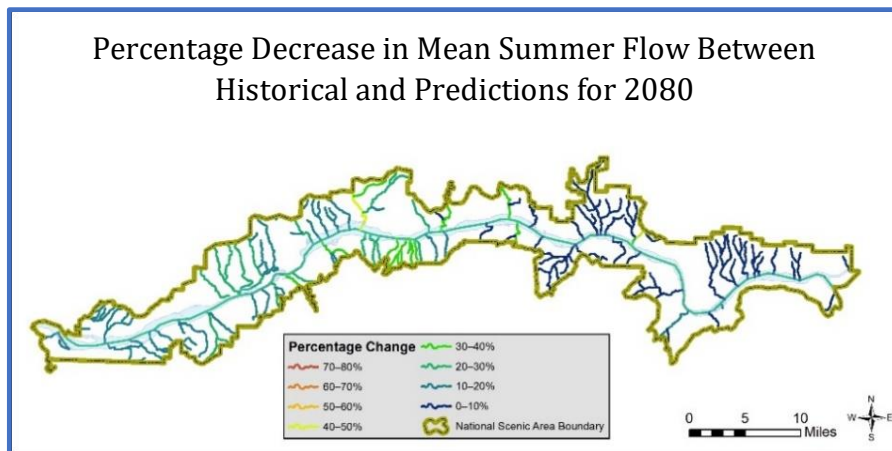 Percentage Decrease in Mean Summer Flow Between
Historical and Predictions for 2080
Percentage Change
70–80%
60–70%
50–60%
40–50%
30–40%
20–30%
10–20%
0–10%
National Scenic Area Boundary
0 5 10
Miles
N
W E
S